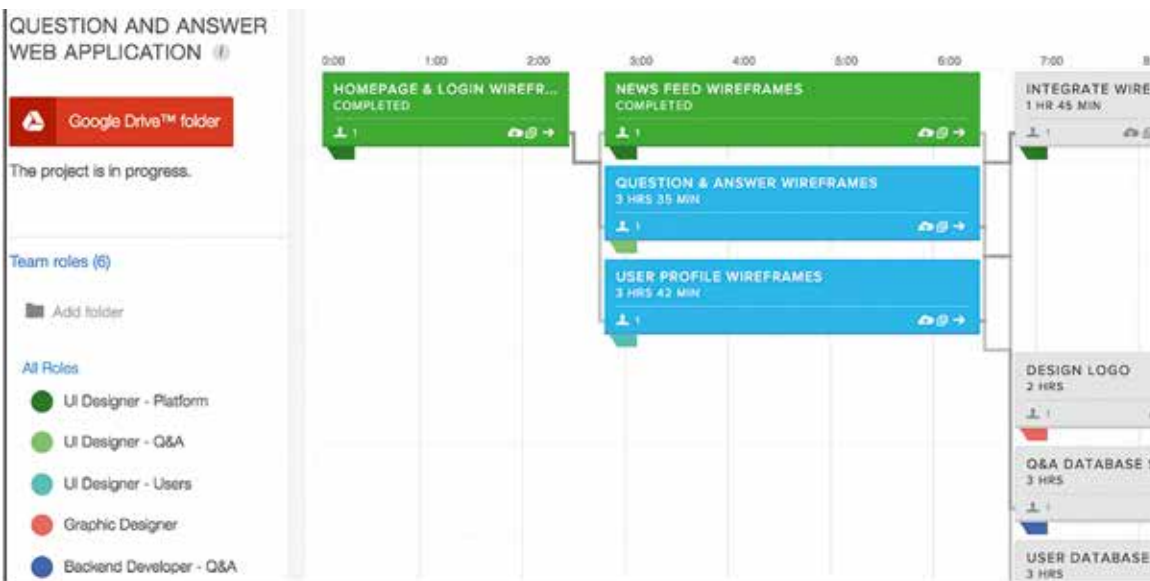 QUESTION AND ANSWER
WEB APPLICATION i
Google Drive™ folder
The project is in progress.
Team roles (6)
Add folder
All Roles
UI Designer - Platform
UI Designer - Q&A
UI Designer - Users
Graphic Designer
Backend Developer - Q&A
0:00 1:00 2:00 3:00 4:00 5:00 6:00 7:00 8
HOMEPAGE & LOGIN WIREFR...
COMPLETED
1
NEWS FEED WIREFRAMES
COMPLETED
1
QUESTION & ANSWER WIREFRAMES
3 HRS 35 MIN
1
USER PROFILE WIREFRAMES
3 HRS 42 MIN
1
INTEGRATE WIRE
1 HR 45 MIN
1
DESIGN LOGO
2 HRS
1
Q&A DATABASE
3 HRS
1
USER DATABASE
3 HRS